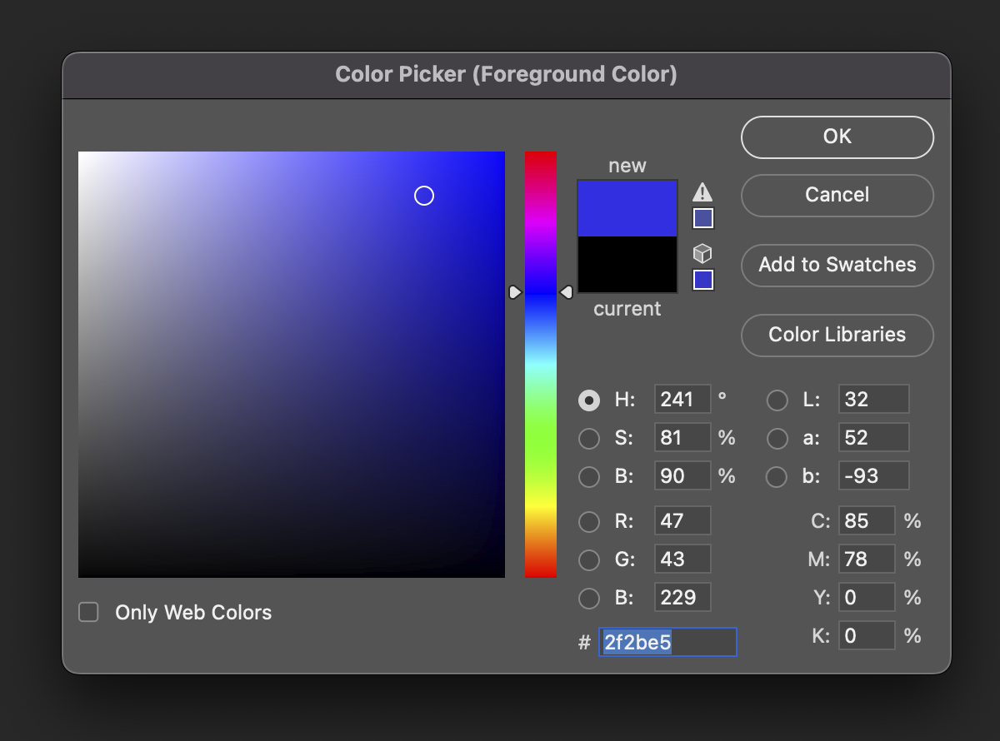 Color Picker (Foreground Color)
new
current
OK
Cancel
Add to Swatches
Color Libraries
H: 241 °
S: 81 %
B: 90 %
R: 47
G: 43
B: 229
# 2f2be5
L: 32
a: 52
b: -93
C: 85 %
M: 78 %
Y: 0 %
K: 0 %
Only Web Colors